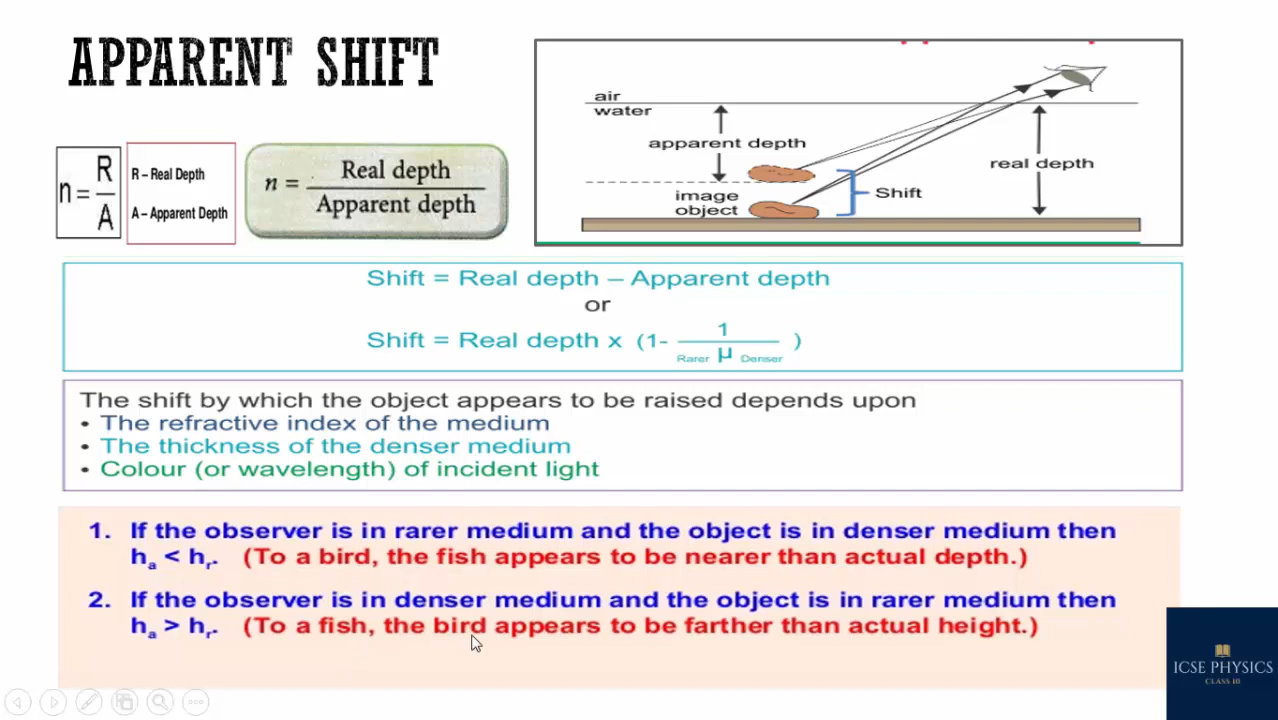 APPARENT SHIFT
n = R / A
R – Real Depth
A – Apparent Depth
n = Real depth / Apparent depth
air
water
apparent depth
real depth
image
object
Shift
Shift = Real depth – Apparent depth
or
Shift = Real depth x (1- 1 / Rarer μ Denser )
The shift by which the object appears to be raised depends upon
• The refractive index of the medium
• The thickness of the denser medium
• Colour (or wavelength) of incident light
1. If the observer is in rarer medium and the object is in denser medium then
hₐ < hᵣ. (To a bird, the fish appears to be nearer than actual depth.)
2. If the observer is in denser medium and the object is in rarer medium then
hₐ > hᵣ. (To a fish, the bird appears to be farther than actual height.)
ICSE PHYSICS
CLASS 10